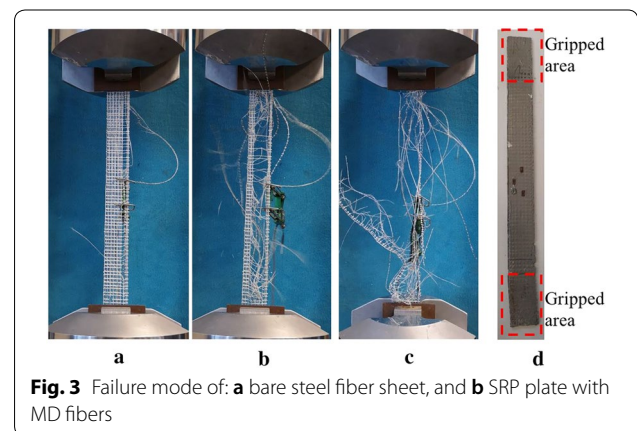 Gripped
area
Gripped
area
a b c d
Fig. 3 Failure mode of: a bare steel fiber sheet, and b SRP plate with
MD fibers